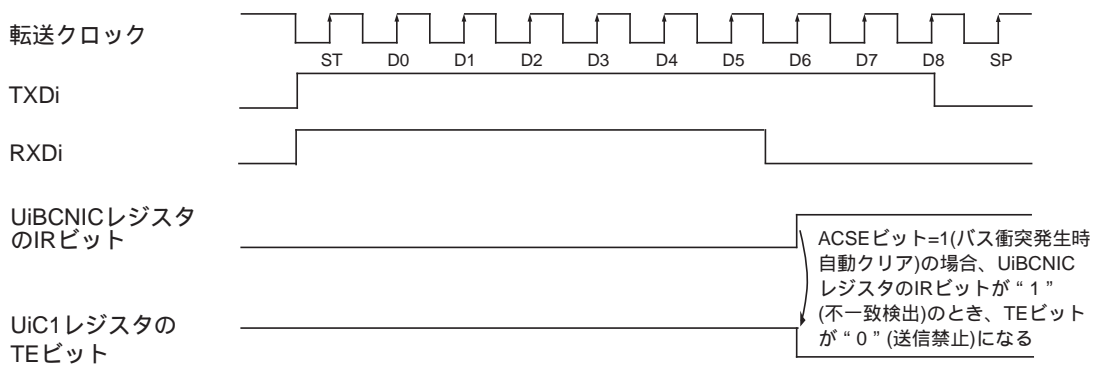 転送クロック
ST D0 D1 D2 D3 D4 D5 D6 D7 D8 SP
TXDi
RXDi
UiBCNICレジスタ
のIRビット
ACSEビット=1(バス衝突発生時
自動クリア)の場合、UiBCNIC
レジスタのIRビットが“1”
(不一致検出)のとき、TEビット
が“0”(送信禁止)になる
UiC1レジスタの
TEビット